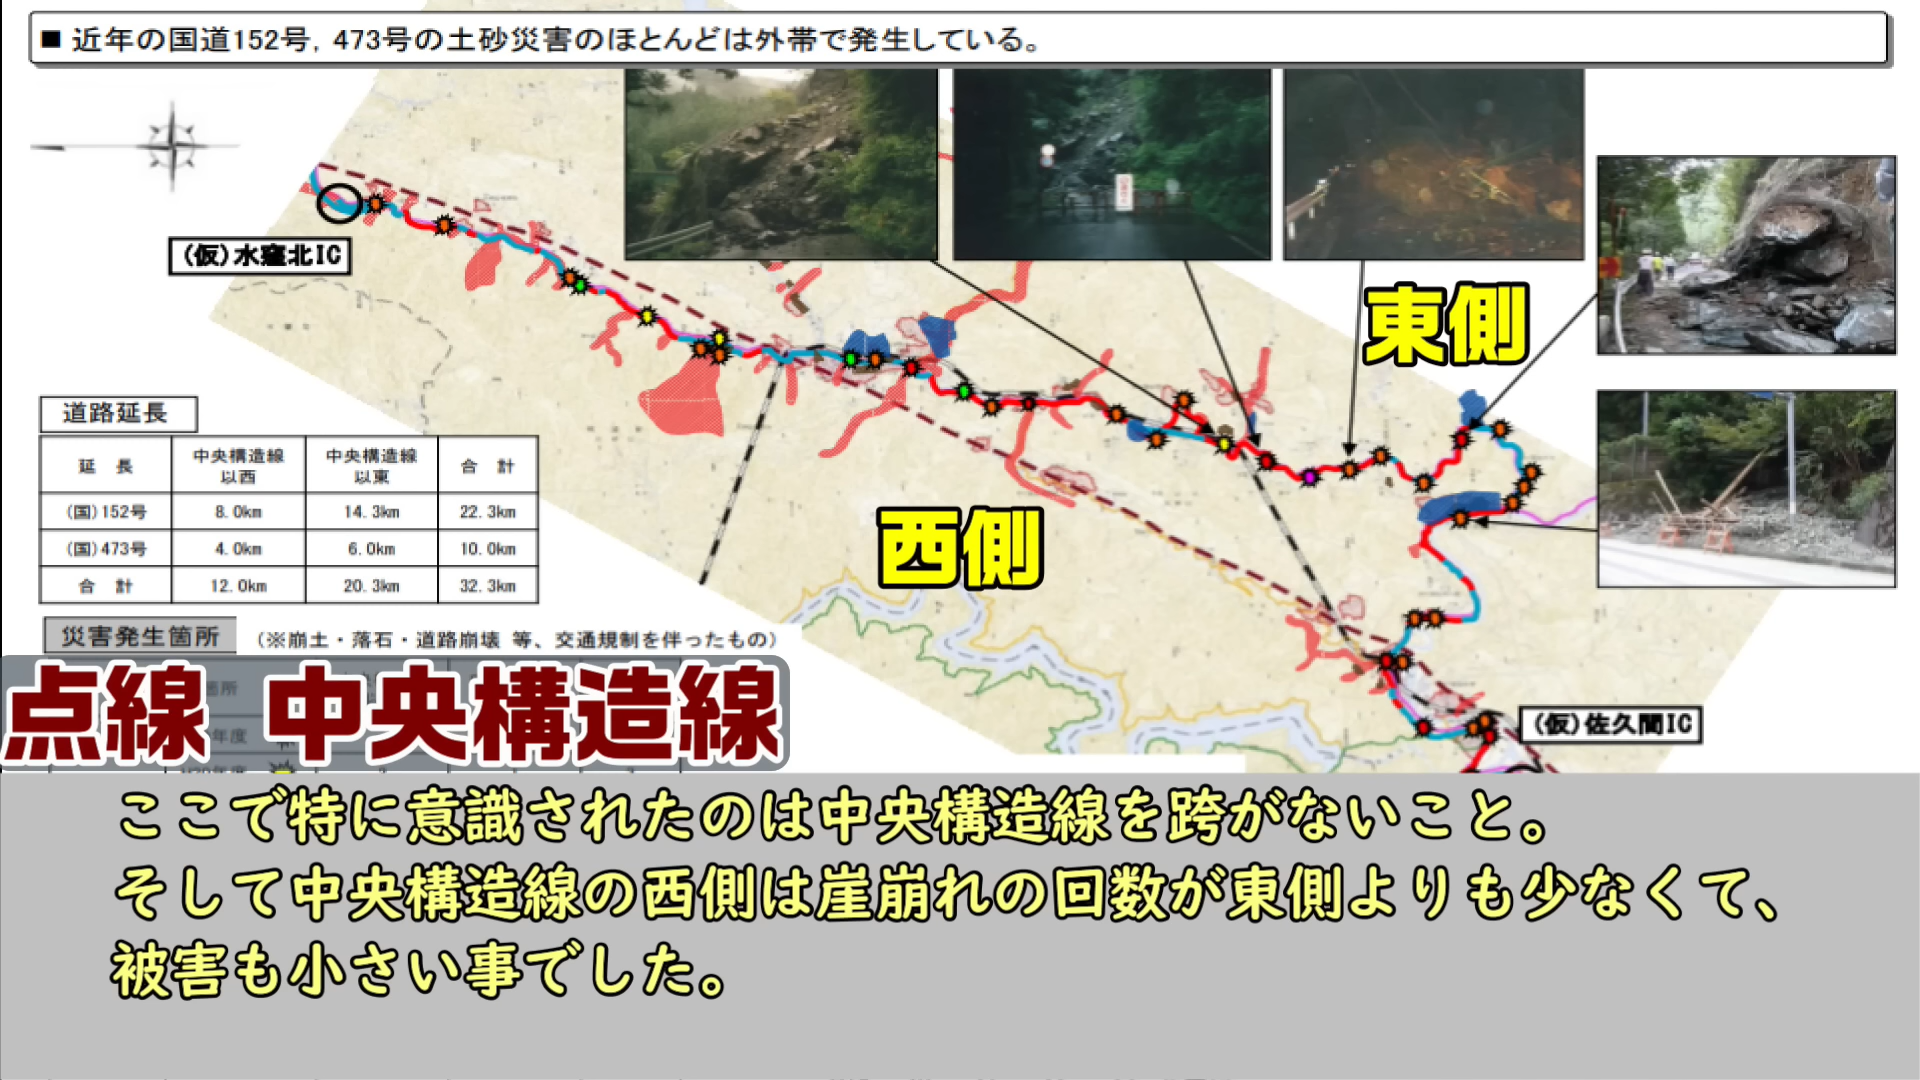 ■ 近年の国道152号，473号の土砂災害のほとんどは外帯で発生している。
(仮)水窪北IC
東側
西側
道路延長
延　長　中央構造線以西　中央構造線以東　合　計
(国)152号　8.0km　14.3km　22.3km
(国)473号　4.0km　6.0km　10.0km
合　計　12.0km　20.3km　32.3km
災害発生箇所　(※崩土・落石・道路崩壊 等、交通規制を伴ったもの)
点線　中央構造線
(仮)佐久間IC
ここで特に意識されたのは中央構造線を跨がないこと。
そして中央構造線の西側は崖崩れの回数が東側よりも少なくて、
被害も小さい事でした。